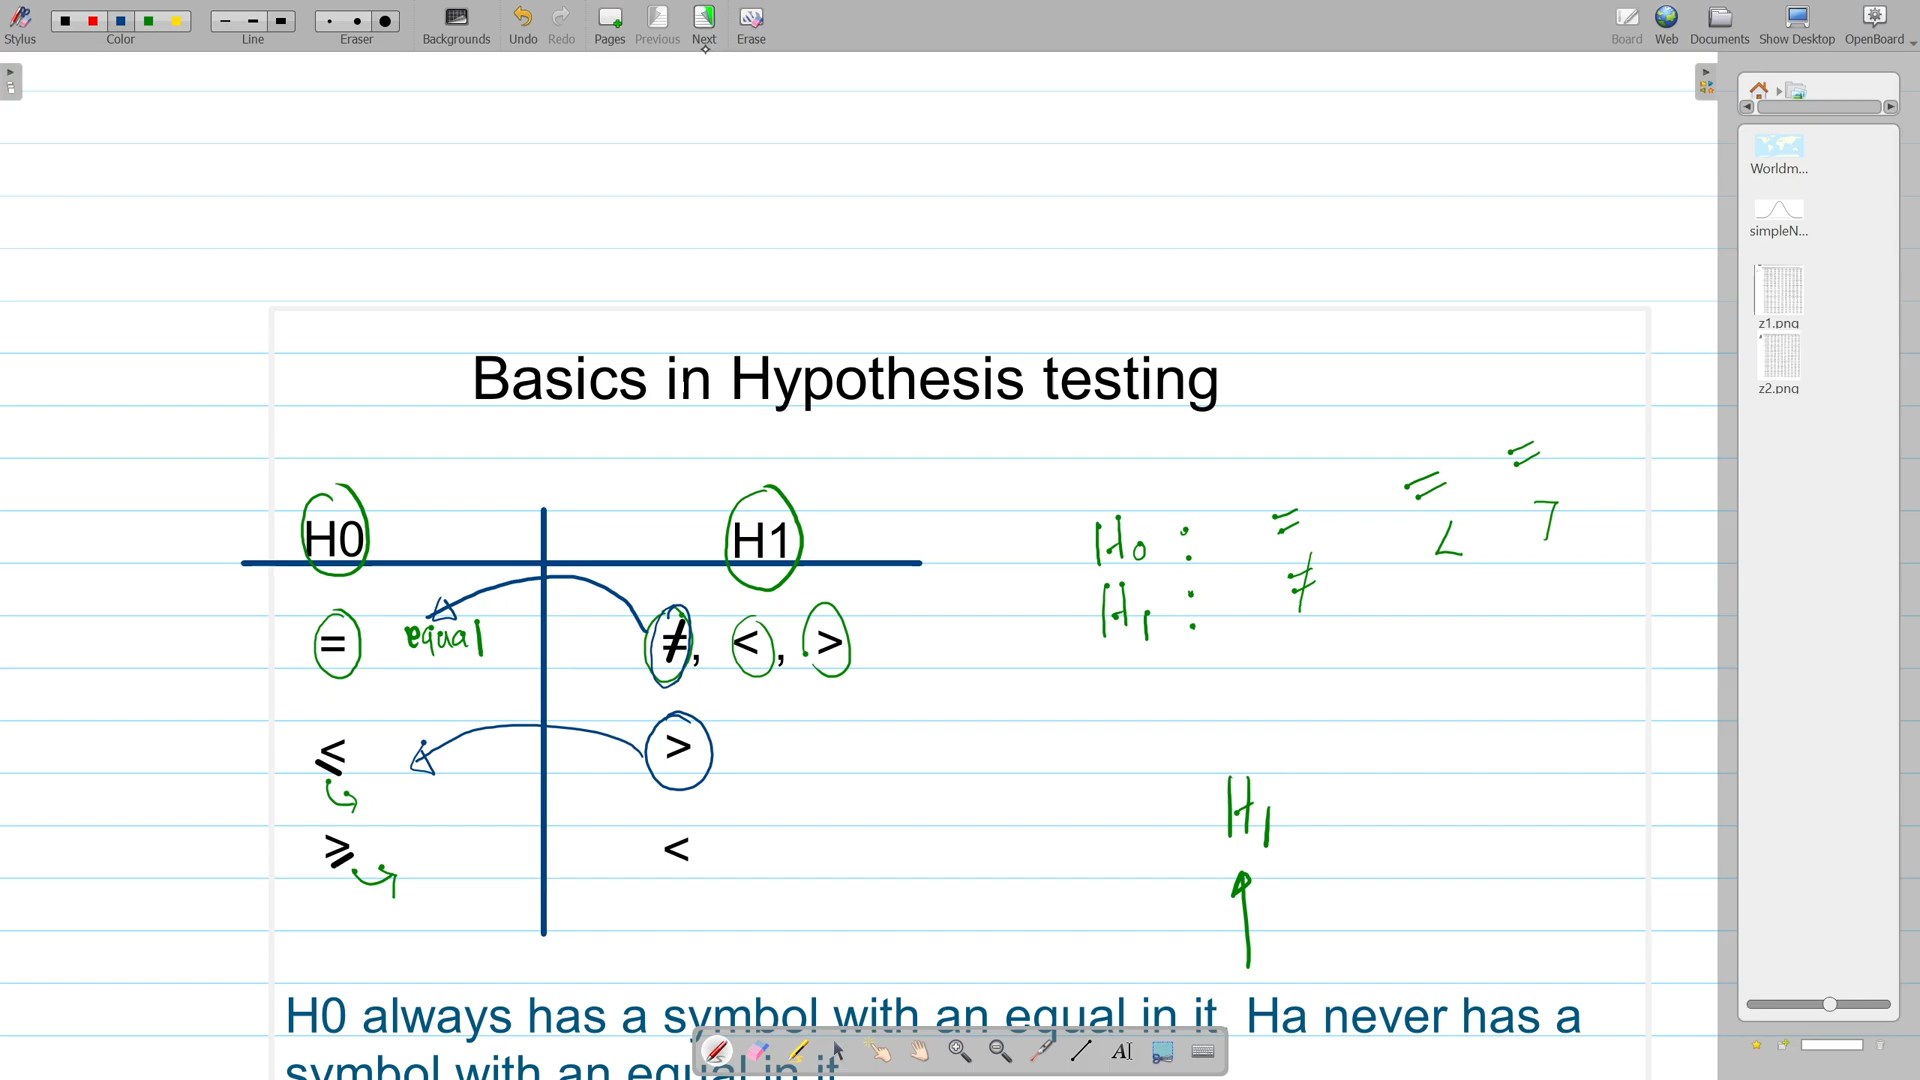 Stylus Color Line Eraser Backgrounds Undo Redo Pages Previous Next Erase Board Web Documents Show Desktop OpenBoard
Worldm...
simpleN...
z1.png
z2.png
Basics in Hypothesis testing
H0 H1
= equal ≠, < , >
≤ >
≥ <
H0 : = = =
H1 : ≠ < >
H1
H0 always has a symbol with an equal in it. Ha never has a
symbol with an equal in it